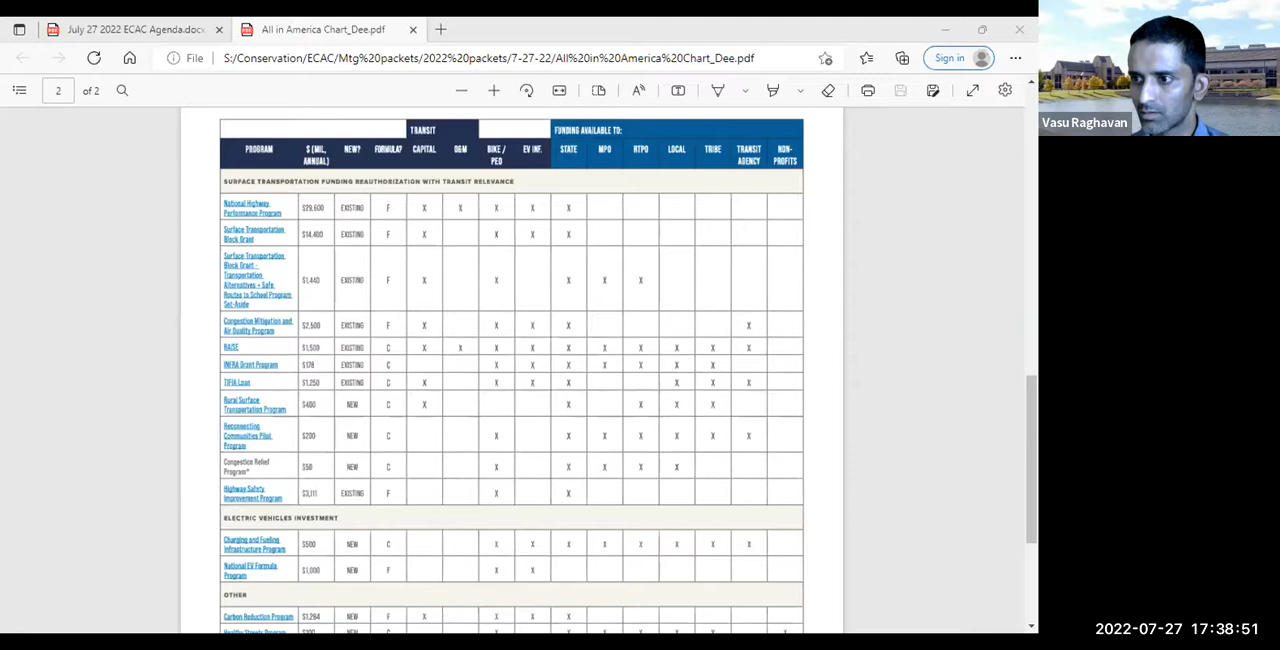 July 27 2022 ECAC Agenda.docx
All in America Chart_Dee.pdf
File S:/Conservation/ECAC/Mtg%20packets/2022%20packets/7-27-22/All%20in%20America%20Chart_Dee.pdf Sign in
2 of 2
Vasu Raghavan
TRANSIT FUNDING AVAILABLE TO:
PROGRAM $ (MIL, ANNUAL) NEW? FORMULA? CAPITAL O&M BIKE / PED EV INF. STATE MPO RTPO LOCAL TRIBE TRANSIT AGENCY NON-PROFITS
SURFACE TRANSPORTATION FUNDING REAUTHORIZATION WITH TRANSIT RELEVANCE
National Highway Performance Program $29,600 EXISTING F X X X X X
Surface Transportation Block Grant $14,400 EXISTING F X X X X
Surface Transportation Block Grant - Transportation Alternatives + Safe Routes to School Program Set-Aside $1,440 EXISTING F X X X X X
Congestion Mitigation and Air Quality Program $2,500 EXISTING F X X X X X
RAISE $1,500 EXISTING C X X X X X X X X X X
INFRA Grant Program $178 EXISTING C X X X X X X X
TIFIA Loan $1,250 EXISTING C X X X X X X X
Rural Surface Transportation Program $400 NEW C X X X X X
Reconnecting Communities Pilot Program $200 NEW C X X X X X X X
Congestion Relief Program* $50 NEW C X X X X X
Highway Safety Improvement Program $3,111 EXISTING F X X
ELECTRIC VEHICLES INVESTMENT
Charging and Fueling Infrastructure Program $500 NEW C X X X X X X X
National EV Formula Program $1,000 NEW F X X
OTHER
Carbon Reduction Program $1,284 NEW F X X X X
Healthy Streets Program
2022-07-27 17:38:51